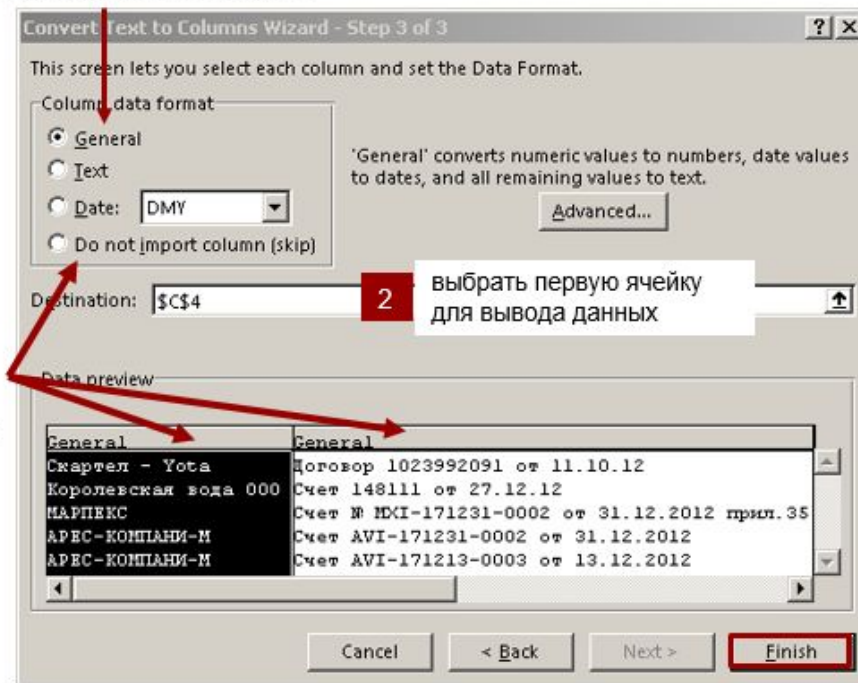 Convert Text to Columns Wizard - Step 3 of 3
? X
This screen lets you select each column and set the Data Format.
Column data format
General
Text
Date: DMY
Do not import column (skip)
'General' converts numeric values to numbers, date values
to dates, and all remaining values to text.
Advanced...
Destination: $C$4
2
выбрать первую ячейку
для вывода данных
Data preview
General General
Скартел - Yota Договор 1023992091 от 11.10.12
Королевская вода ООО Счет 148111 от 27.12.12
МАРПЕКС Счет № MXI-171231-0002 от 31.12.2012 прил.35
АРЕС-КОМПАНИ-М Счет AVI-171231-0002 от 31.12.2012
АРЕС-КОМПАНИ-М Счет AVI-171213-0003 от 13.12.2012
Cancel < Back Next > Finish